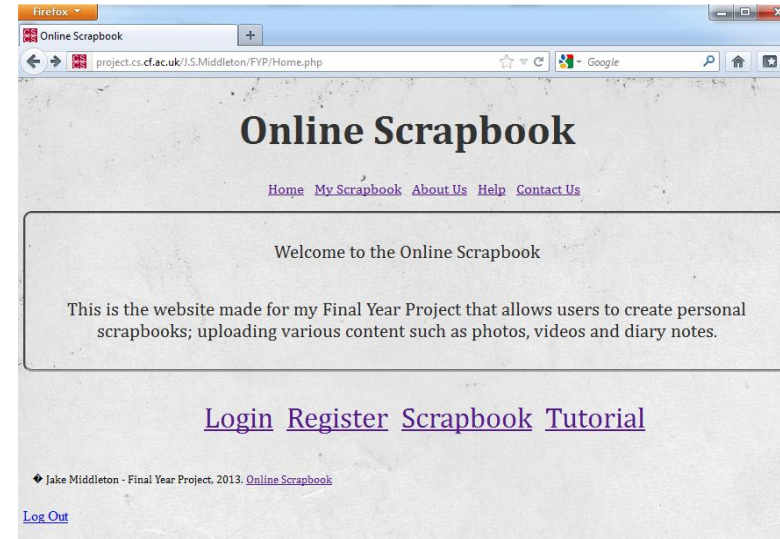 Firefox
Online Scrapbook
project.cs.cf.ac.uk/J.S.Middleton/FYP/Home.php
Google
Online Scrapbook
Home My Scrapbook About Us Help Contact Us
Welcome to the Online Scrapbook
This is the website made for my Final Year Project that allows users to create personal
scrapbooks; uploading various content such as photos, videos and diary notes.
Login Register Scrapbook Tutorial
� Jake Middleton - Final Year Project, 2013. Online Scrapbook
Log Out